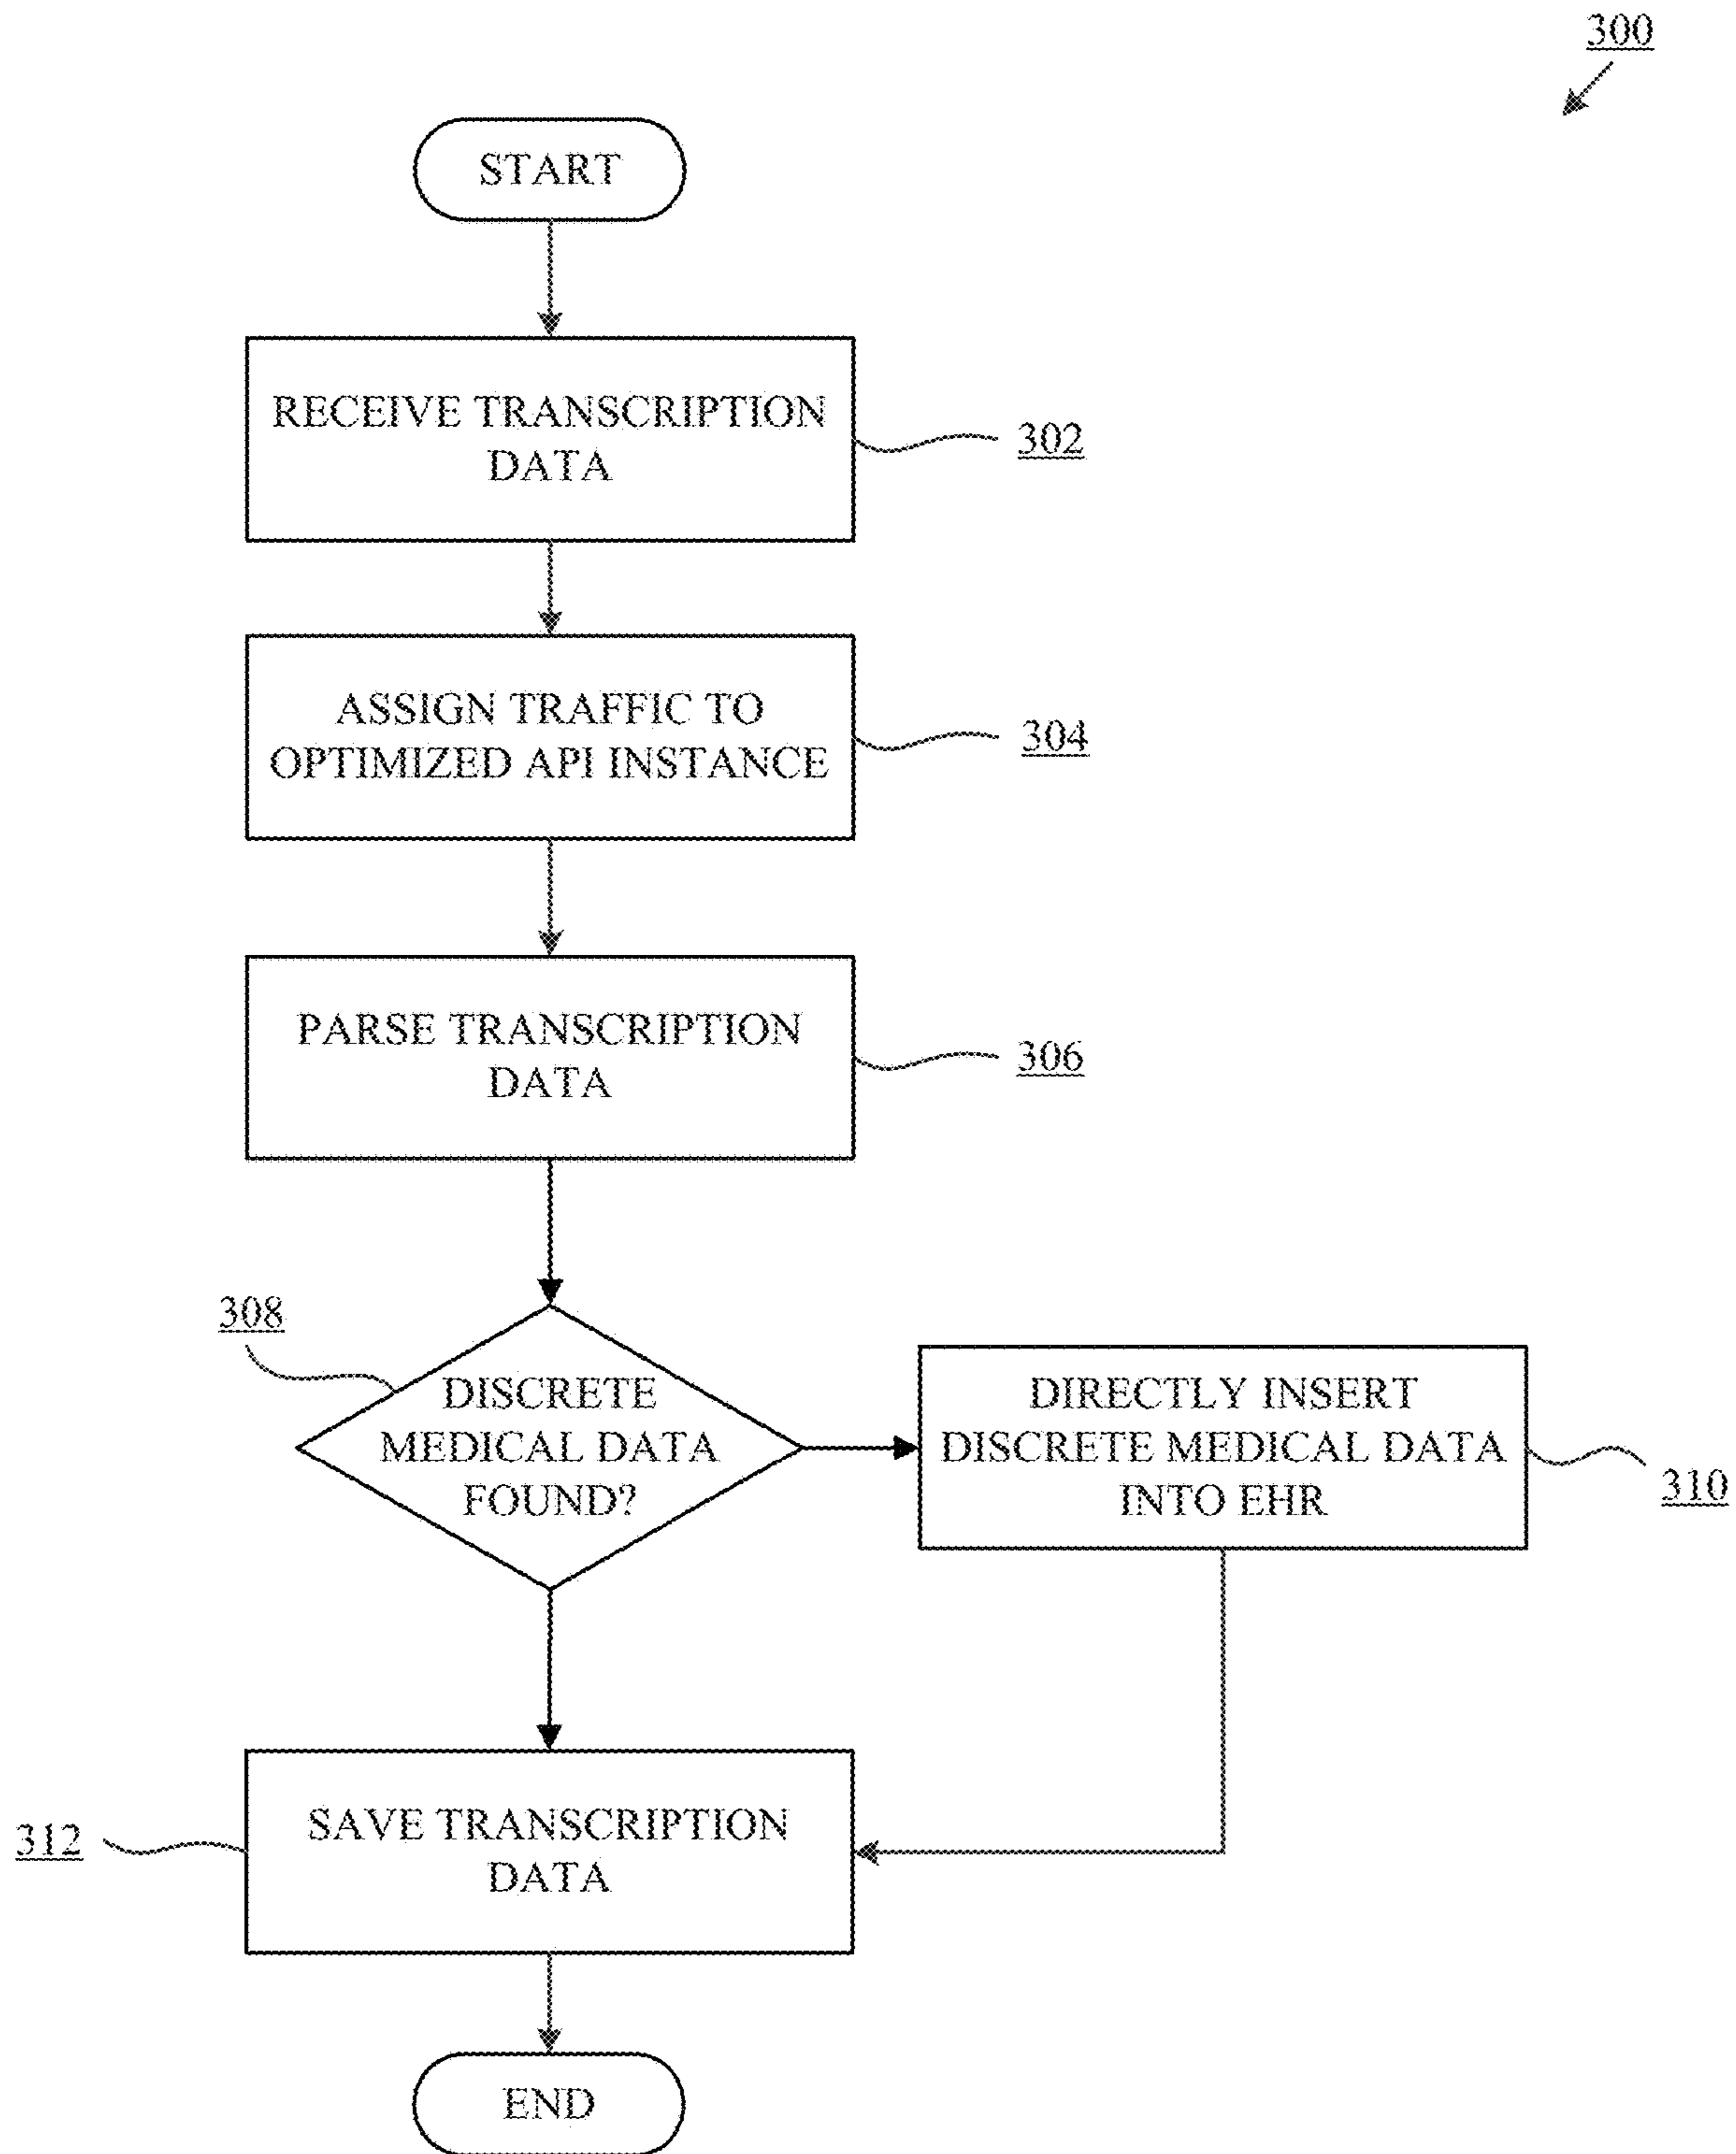 300
START
RECEIVE TRANSCRIPTION
DATA
302
ASSIGN TRAFFIC TO
OPTIMIZED API INSTANCE
304
PARSE TRANSCRIPTION
DATA
306
308
DISCRETE
MEDICAL DATA
FOUND?
DIRECTLY INSERT
DISCRETE MEDICAL DATA
INTO EHR
310
SAVE TRANSCRIPTION
DATA
312
END